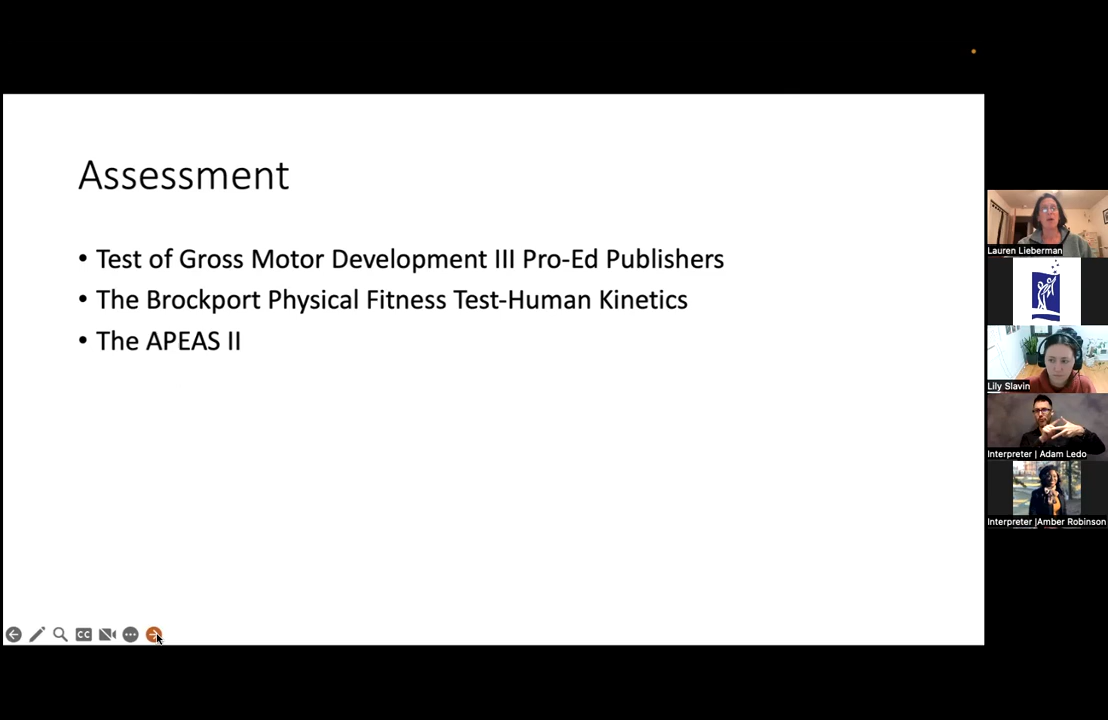 Assessment
• Test of Gross Motor Development III Pro-Ed Publishers
• The Brockport Physical Fitness Test-Human Kinetics
• The APEAS II
CC
Lauren Lieberman
Lily Slavin
Interpreter | Adam Ledo
Interpreter |Amber Robinson